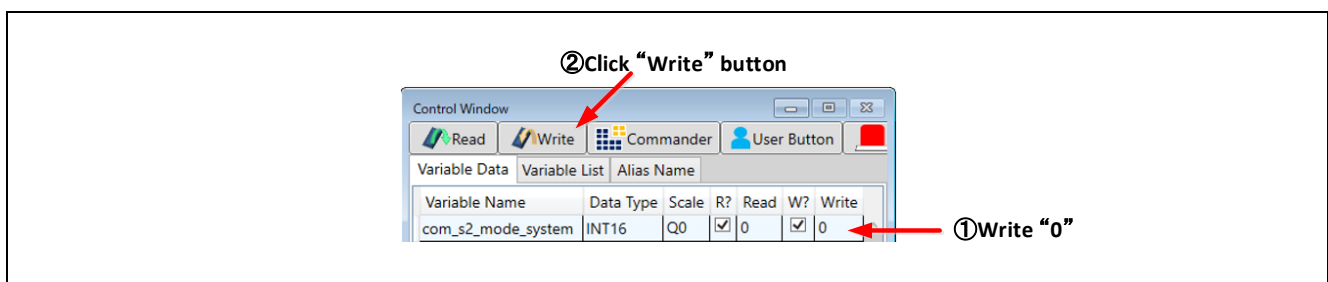 ②Click “Write” button
Control Window
Read Write Commander User Button
Variable Data Variable List Alias Name
Variable Name Data Type Scale R? Read W? Write
com_s2_mode_system INT16 Q0 0 0
①Write “0”